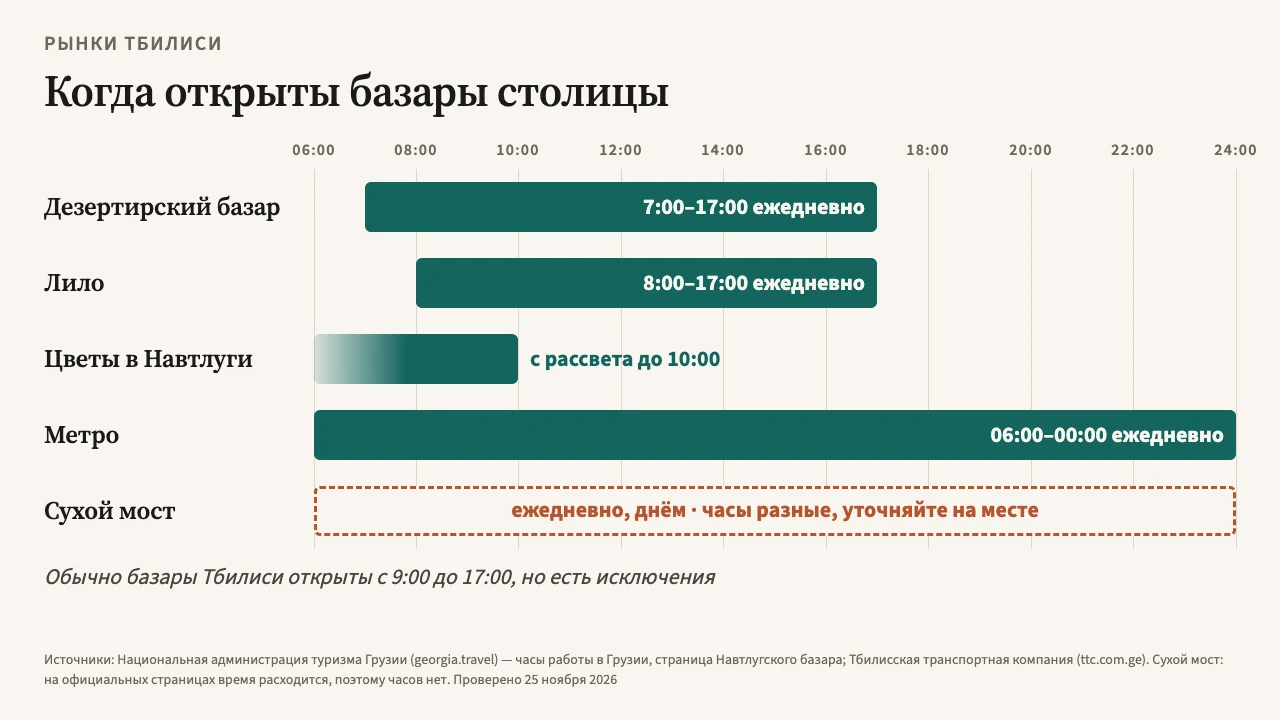 РЫНКИ ТБИЛИСИ
Когда открыты базары столицы
06:00 08:00 10:00 12:00 14:00 16:00 18:00 20:00 22:00 24:00
Дезертирский базар 7:00–17:00 ежедневно
Лило 8:00–17:00 ежедневно
Цветы в Навтлуги с рассвета до 10:00
Метро 06:00–00:00 ежедневно
Сухой мост ежедневно, днём · часы разные, уточняйте на месте
Обычно базары Тбилиси открыты с 9:00 до 17:00, но есть исключения
Источники: Национальная администрация туризма Грузии (georgia.travel) — часы работы в Грузии, страница Навтлугского базара; Тбилисская транспортная компания (ttc.com.ge). Сухой мост:
на официальных страницах время расходится, поэтому часов нет. Проверено 25 ноября 2026